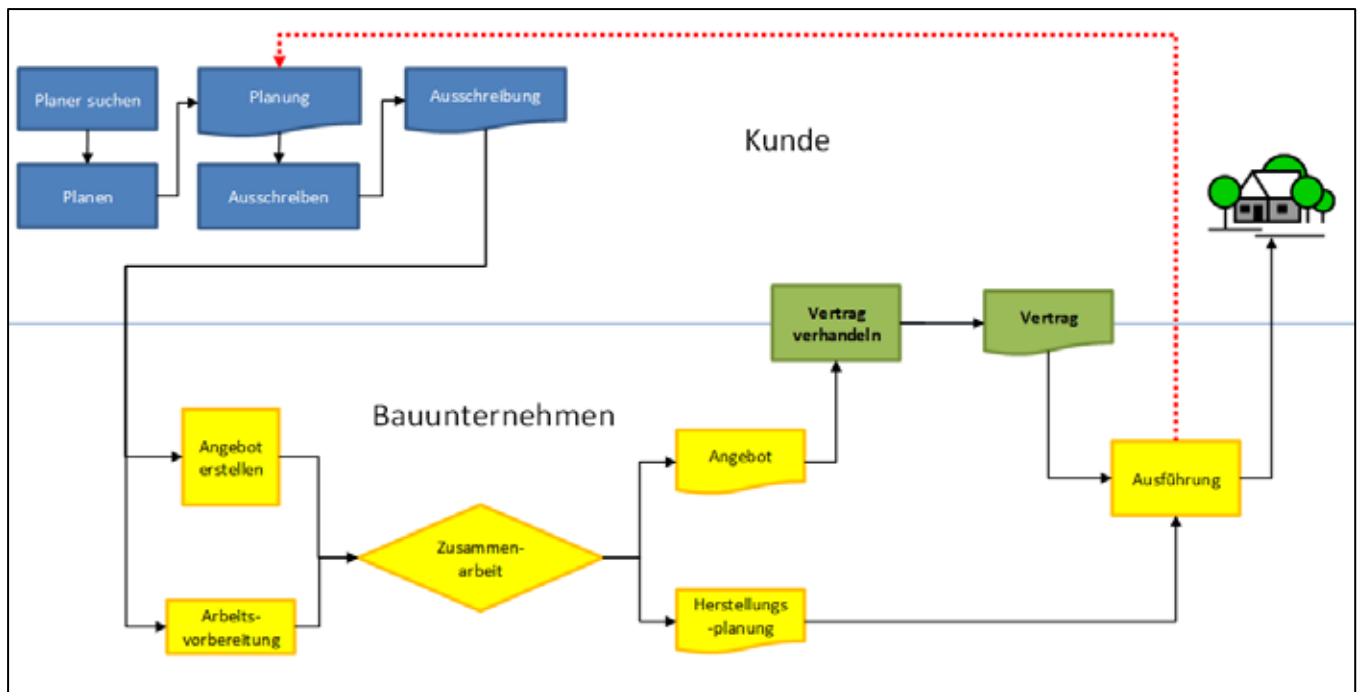 Planer suchen
Planung
Ausschreibung
Planen
Ausschreiben
Kunde
Vertrag
verhandeln
Vertrag
Bauunternehmen
Angebot
erstellen
Angebot
Ausführung
Zusammen-
arbeit
Arbeits-
vorbereitung
Herstellungs
-planung